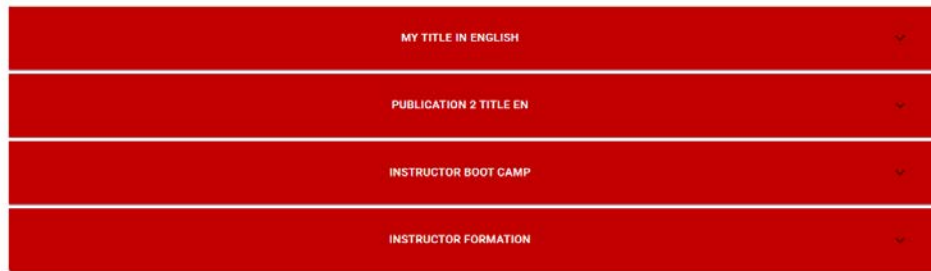 MY TITLE IN ENGLISH
PUBLICATION 2 TITLE EN
INSTRUCTOR BOOT CAMP
INSTRUCTOR FORMATION